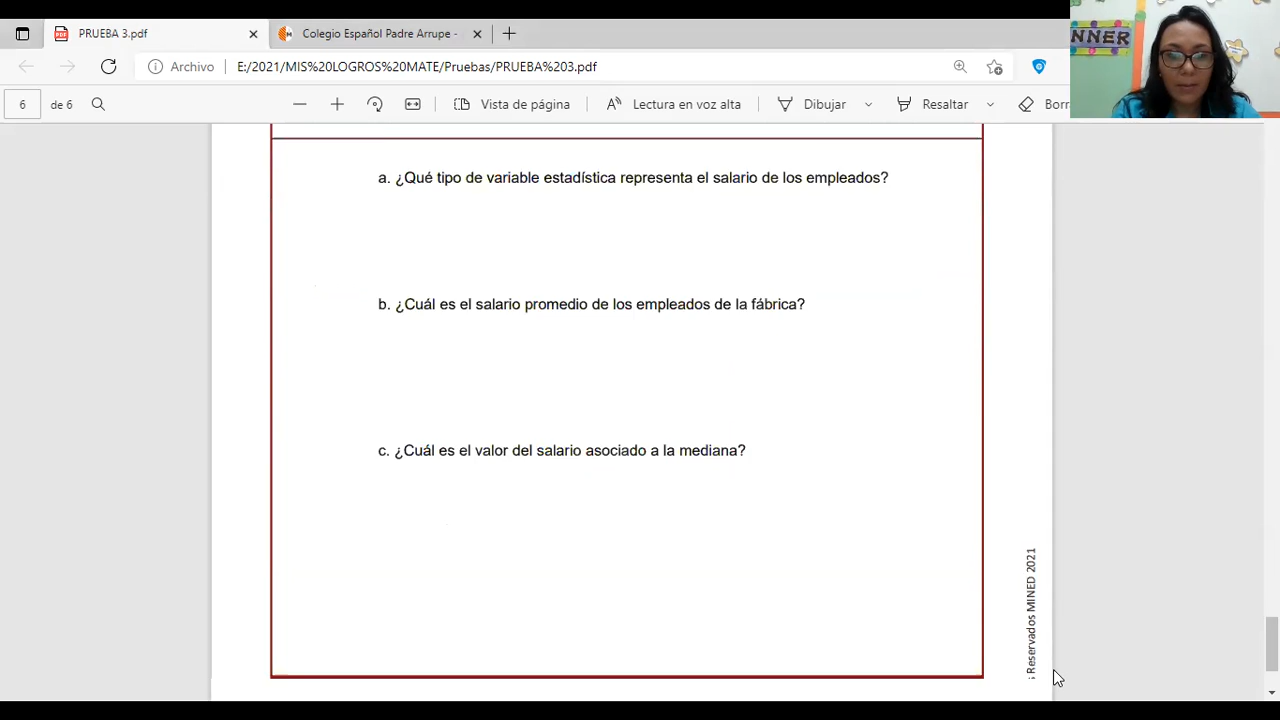 PRUEBA 3.pdf
Colegio Español Padre Arrupe -
Archivo
E:/2021/MIS%20LOGROS%20MATE/Pruebas/PRUEBA%203.pdf
6
de 6
Vista de página
Lectura en voz alta
Dibujar
Resaltar
Borra
NNER
a. ¿Qué tipo de variable estadística representa el salario de los empleados?
b. ¿Cuál es el salario promedio de los empleados de la fábrica?
c. ¿Cuál es el valor del salario asociado a la mediana?
s Reservados MINED 2021